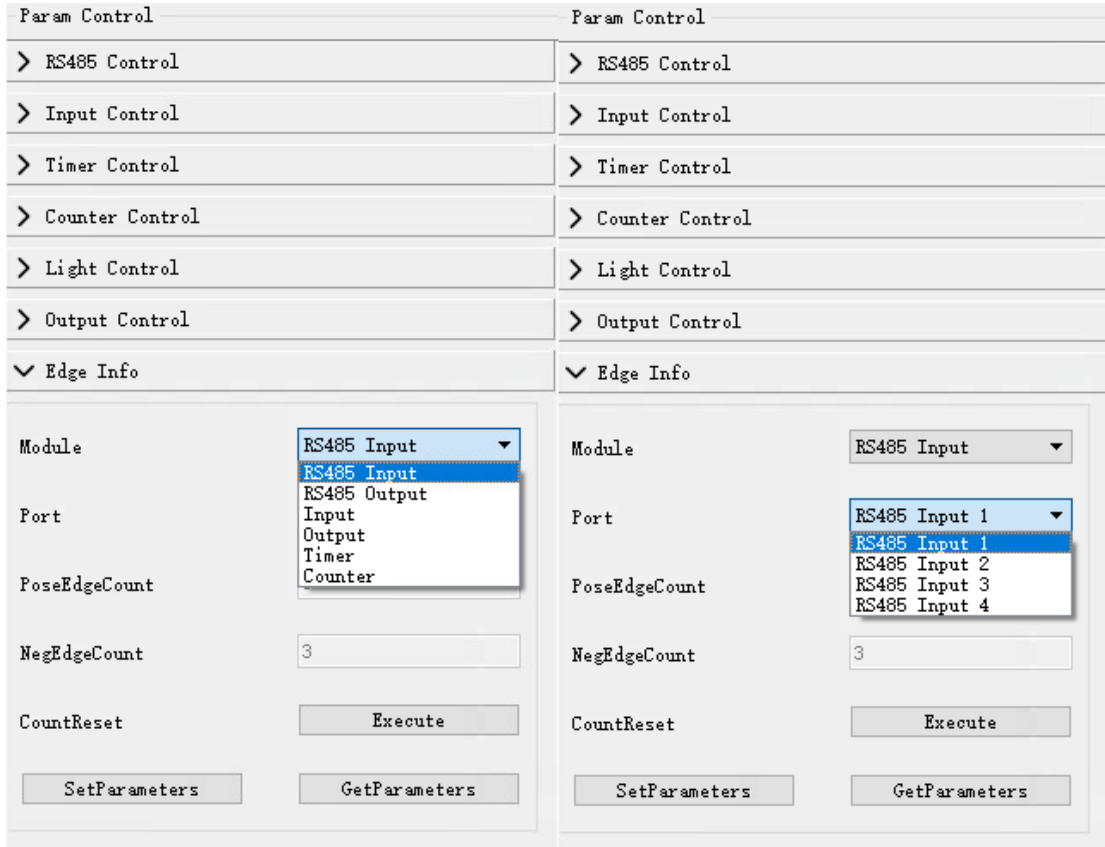 Param Control
RS485 Control
Input Control
Timer Control
Counter Control
Light Control
Output Control
Edge Info
Module
RS485 Input
RS485 Input
RS485 Output
Input
Output
Timer
Counter
Port
PoseEdgeCount
NegEdgeCount
3
CountReset
Execute
SetParameters
GetParameters
Param Control
RS485 Control
Input Control
Timer Control
Counter Control
Light Control
Output Control
Edge Info
Module
RS485 Input
Port
RS485 Input 1
RS485 Input 1
RS485 Input 2
RS485 Input 3
RS485 Input 4
PoseEdgeCount
NegEdgeCount
3
CountReset
Execute
SetParameters
GetParameters